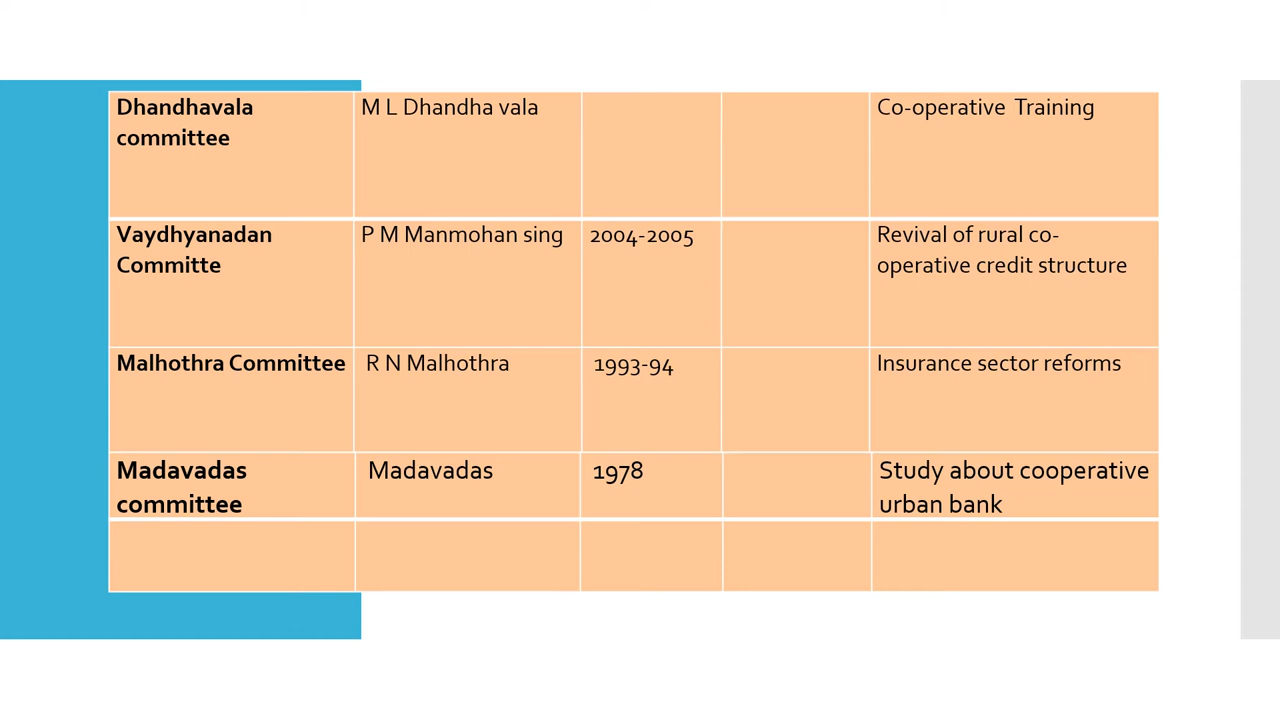 Dhandhavala committee M L Dhandha vala Co-operative Training
Vaydhyanadan Committe P M Manmohan sing 2004-2005 Revival of rural co-operative credit structure
Malhothra Committee R N Malhothra 1993-94 Insurance sector reforms
Madavadas committee Madavadas 1978 Study about cooperative urban bank